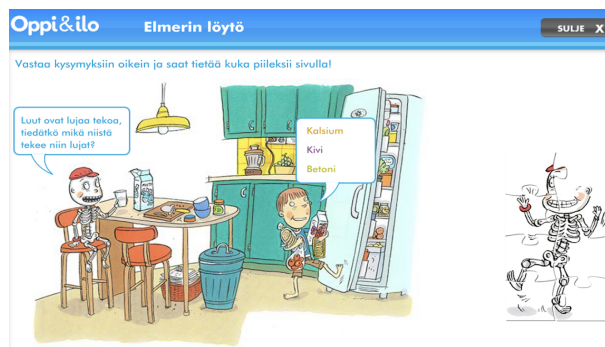 Oppi&ilo
Elmerin löytö
SULJE X
Vastaa kysymyksiin oikein ja saat tietää kuka piileksii sivulla!
Luut ovat lujaa tekoa,
tiedätkö mikä niistä
tekee niin lujat?
Kalsium
Kivi
Betoni